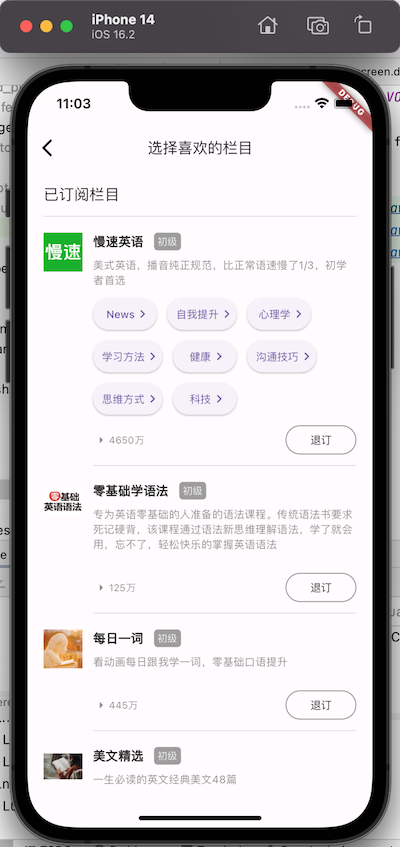 iPhone 14
iOS 16.2
screen.d
11:03
DEBUG
选择喜欢的栏目
已订阅栏目
慢速
慢速英语 初级
美式英语，播音纯正规范，比正常语速慢了1/3，初学
者首选
News
自我提升
心理学
学习方法
健康
沟通技巧
思维方式
科技
4650万
退订
零基础
英语语法
零基础学语法 初级
专为英语零基础的人准备的语法课程。传统语法书要求
死记硬背，该课程通过语法新思维理解语法，学了就会
用，忘不了，轻松快乐的掌握英语语法
125万
退订
每日一词 初级
看动画每日跟我学一词，零基础口语提升
445万
退订
美文精选 初级
一生必读的英文经典美文48篇